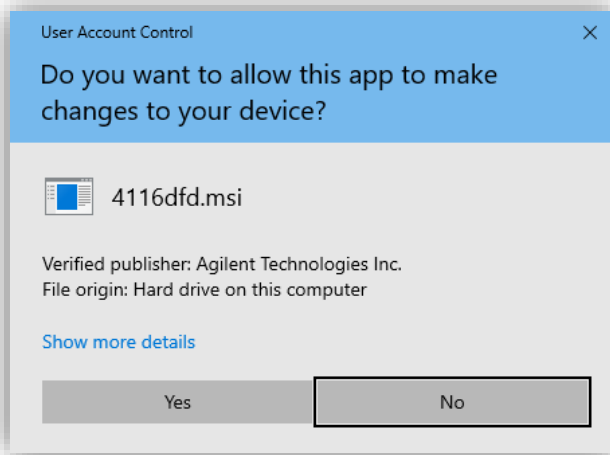 User Account Control
Do you want to allow this app to make
changes to your device?
4116dfd.msi
Verified publisher: Agilent Technologies Inc.
File origin: Hard drive on this computer
Show more details
Yes
No